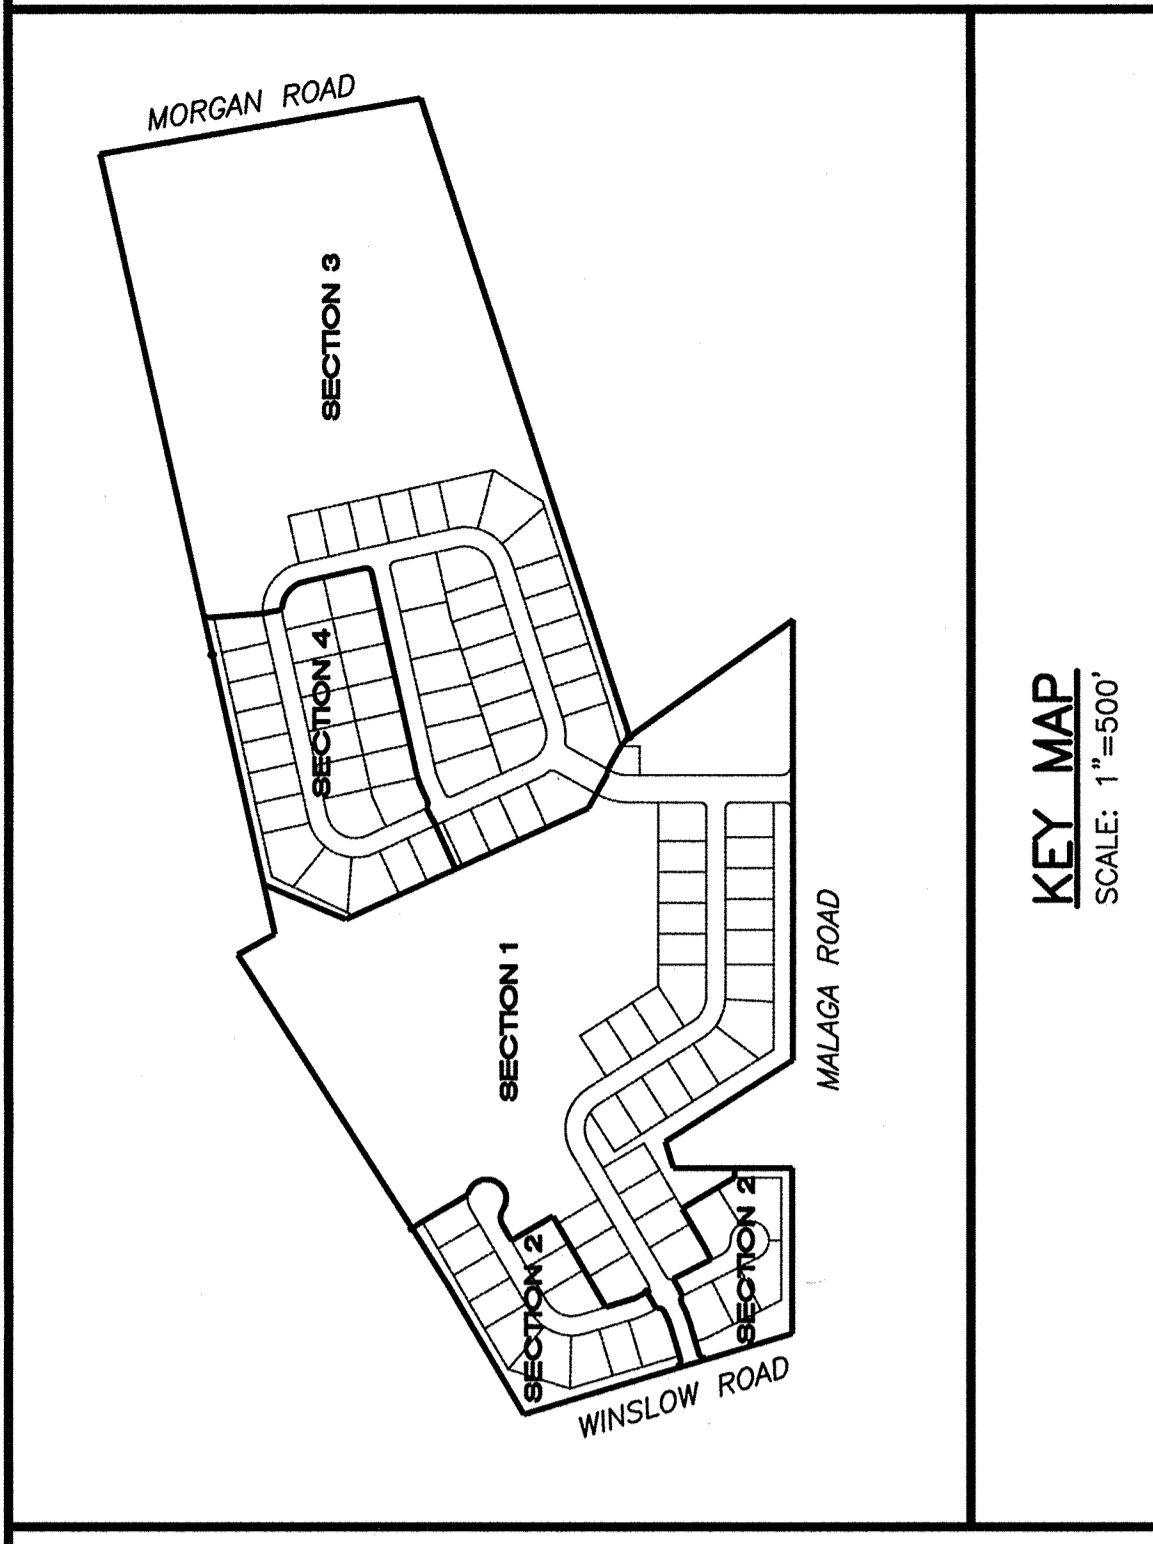 MORGAN ROAD
SECTION 3
SECTION 4
SECTION 1
SECTION 2
SECTION 2
MALAGA ROAD
WINSLOW ROAD
KEY MAP
SCALE: 1"=500'